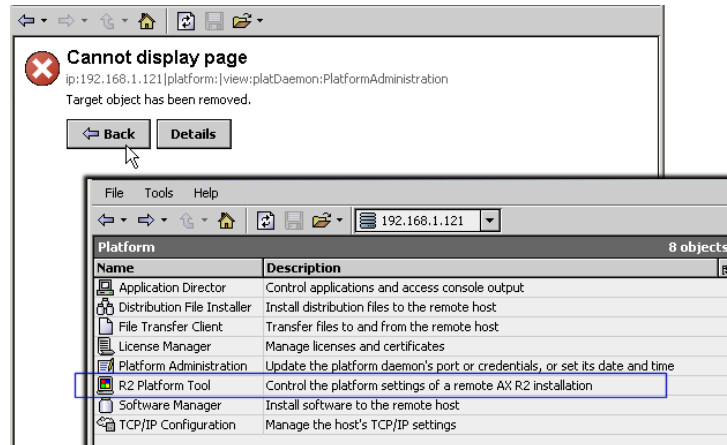 Cannot display page
ip:192.168.1.121|platform:|view:platDaemon:PlatformAdministration
Target object has been removed.
Back Details
File Tools Help
192.168.1.121
Platform 8 objects
Name Description
Application Director Control applications and access console output
Distribution File Installer Install distribution files to the remote host
File Transfer Client Transfer files to and from the remote host
License Manager Manage licenses and certificates
Platform Administration Update the platform daemon's port or credentials, or set its date and time
R2 Platform Tool Control the platform settings of a remote AX R2 installation
Software Manager Install software to the remote host
TCP/IP Configuration Manage the host's TCP/IP settings